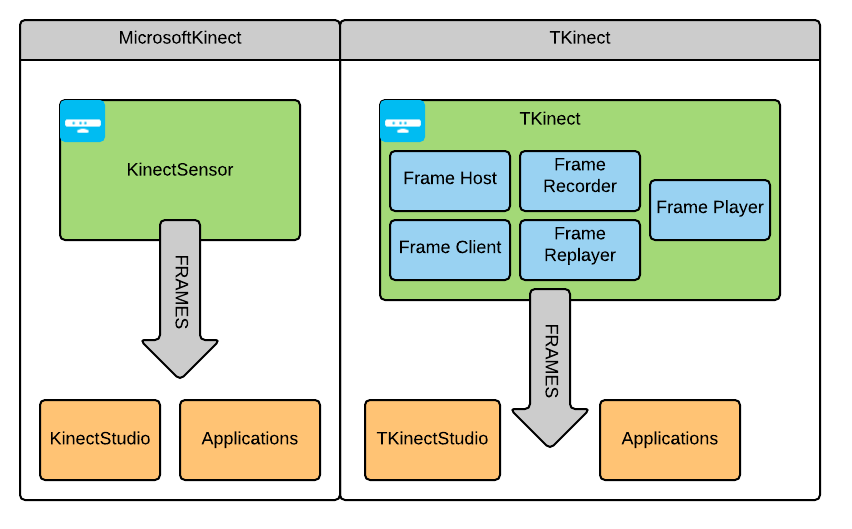 MicrosoftKinect
TKinect
KinectSensor
FRAMES
KinectStudio
Applications
TKinect
Frame Host
Frame
Recorder
Frame Player
Frame Client
Frame
Replayer
FRAMES
TKinectStudio
Applications